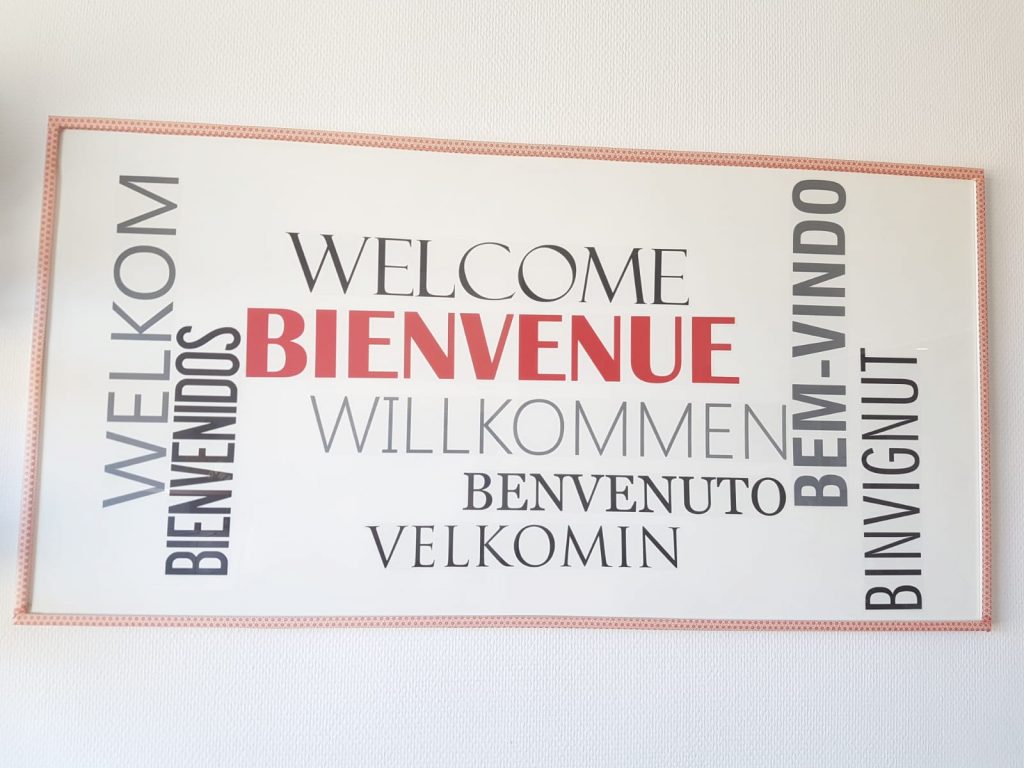 WELKOM
BIENVENIDOS
WELCOME
BIENVENUE
WILLKOMMEN
BENVENUTO
VELKOMIN
BEM-VINDO
BINVIGNUT